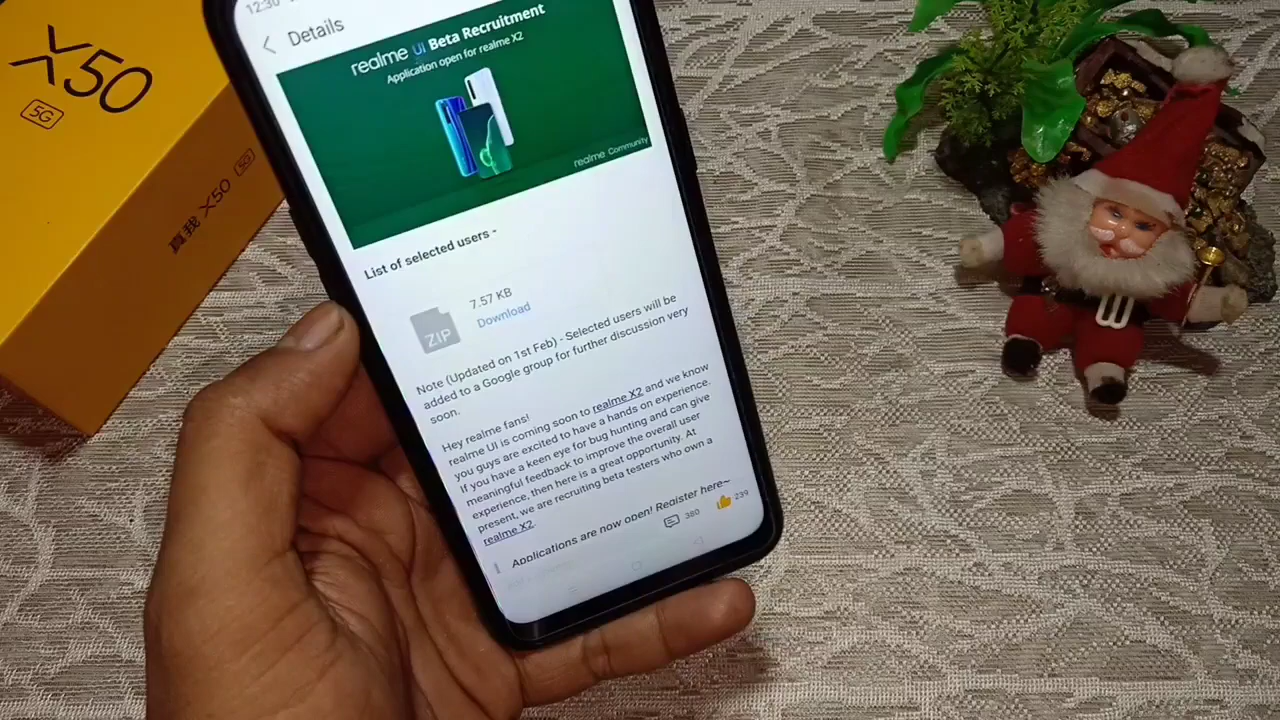 X50
5G
真我 X50 5G
12:30
Details
realme UI Beta Recruitment
Application open for realme X2
realme Community
List of selected users -
ZIP
7.57 KB
Download
Note (Updated on 1st Feb) - Selected users will be
added to a Google group for further discussion very
soon.
Hey realme fans!
realme UI is coming soon to realme X2 and we know
you guys are excited to have a hands on experience.
If you have a keen eye for bug hunting and can give
meaningful feedback to improve the overall user
experience, then here is a great opportunity. At
present, we are recruiting beta testers who own a
realme X2.
Applications are now open! Register here~
380
239